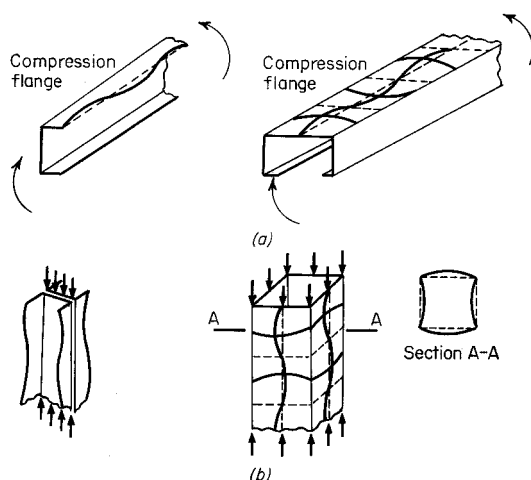 Compression
flange
Compression
flange
(a)
A
A
Section A-A
(b)